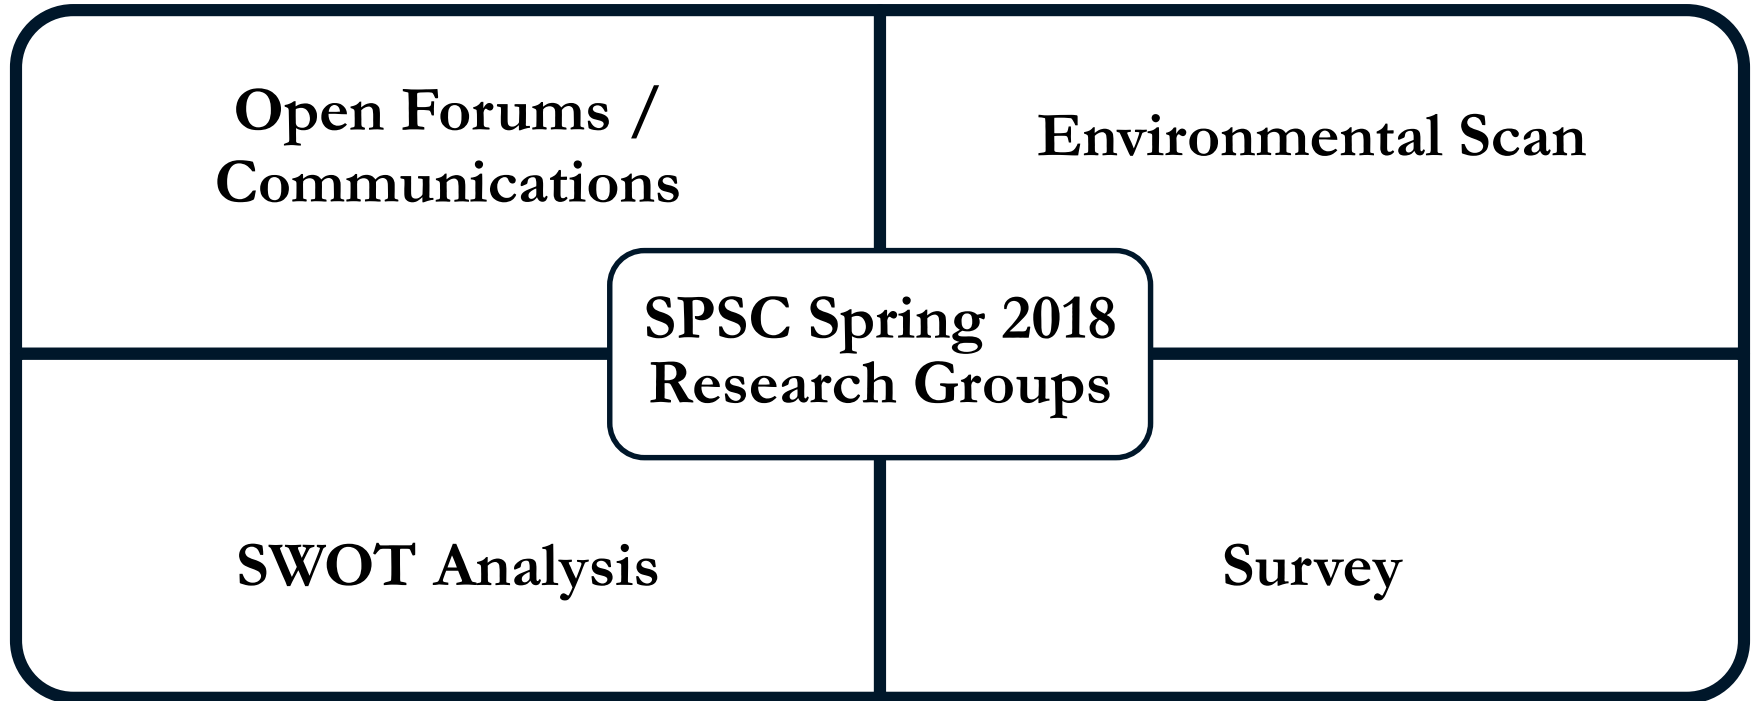 Open Forums /
Communications
Environmental Scan
SPSC Spring 2018
Research Groups
SWOT Analysis
Survey